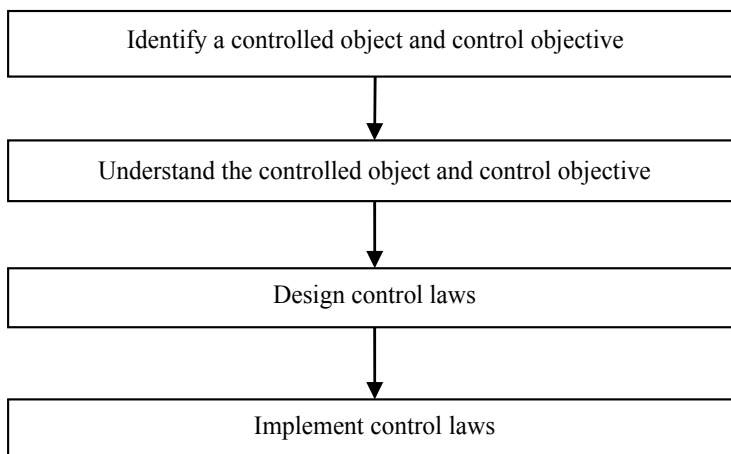 Identify a controlled object and control objective
Understand the controlled object and control objective
Design control laws
Implement control laws